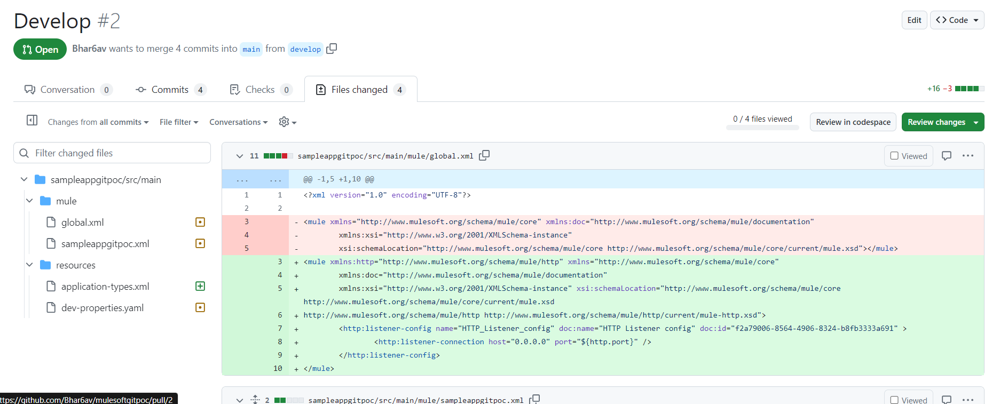 Develop #2
Edit
Code
Open
Bhar6av wants to merge 4 commits into main from develop
Conversation 0
Commits 4
Checks 0
Files changed 4
+16 −3
Changes from all commits
File filter
Conversations
0 / 4 files viewed
Review in codespace
Review changes
Filter changed files
sampleappgitpoc/src/main
mule
global.xml
sampleappgitpoc.xml
resources
application-types.xml
dev-properties.yaml
11 sampleappgitpoc/src/main/mule/global.xml
Viewed
... ... @@ -1,5 +1,10 @@
1 1 <?xml version="1.0" encoding="UTF-8"?>
2 2
3 - <mule xmlns="http://www.mulesoft.org/schema/mule/core" xmlns:doc="http://www.mulesoft.org/schema/mule/documentation"
4 - xmlns:xsi="http://www.w3.org/2001/XMLSchema-instance"
5 - xsi:schemaLocation="http://www.mulesoft.org/schema/mule/core http://www.mulesoft.org/schema/mule/core/current/mule.xsd"></mule>
3 + <mule xmlns:http="http://www.mulesoft.org/schema/mule/http" xmlns="http://www.mulesoft.org/schema/mule/core"
4 + xmlns:doc="http://www.mulesoft.org/schema/mule/documentation"
5 + xmlns:xsi="http://www.w3.org/2001/XMLSchema-instance" xsi:schemaLocation="http://www.mulesoft.org/schema/mule/core
http://www.mulesoft.org/schema/mule/core/current/mule.xsd
6 + http://www.mulesoft.org/schema/mule/http http://www.mulesoft.org/schema/mule/http/current/mule-http.xsd">
7 + <http:listener-config name="HTTP_Listener_config" doc:name="HTTP Listener config" doc:id="f2a79006-8564-4906-8324-b8fb3333a691" >
8 + <http:listener-connection host="0.0.0.0" port="${http.port}" />
9 + </http:listener-config>
10 + </mule>
2 sampleappgitpoc/src/main/mule/sampleappgitpoc.xml
Viewed
ttps://github.com/Bhar6av/mulesoftgitpoc/pull/2